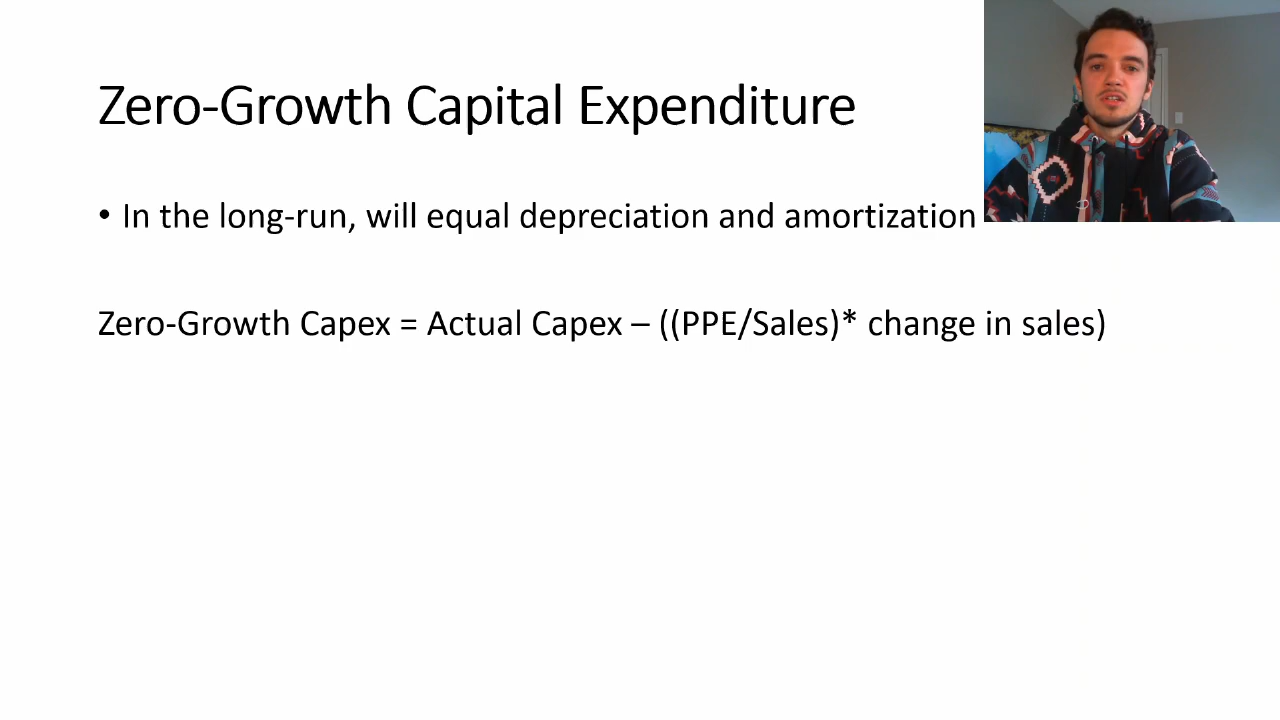 Zero-Growth Capital Expenditure
• In the long-run, will equal depreciation and amortization
Zero-Growth Capex = Actual Capex – ((PPE/Sales)* change in sales)